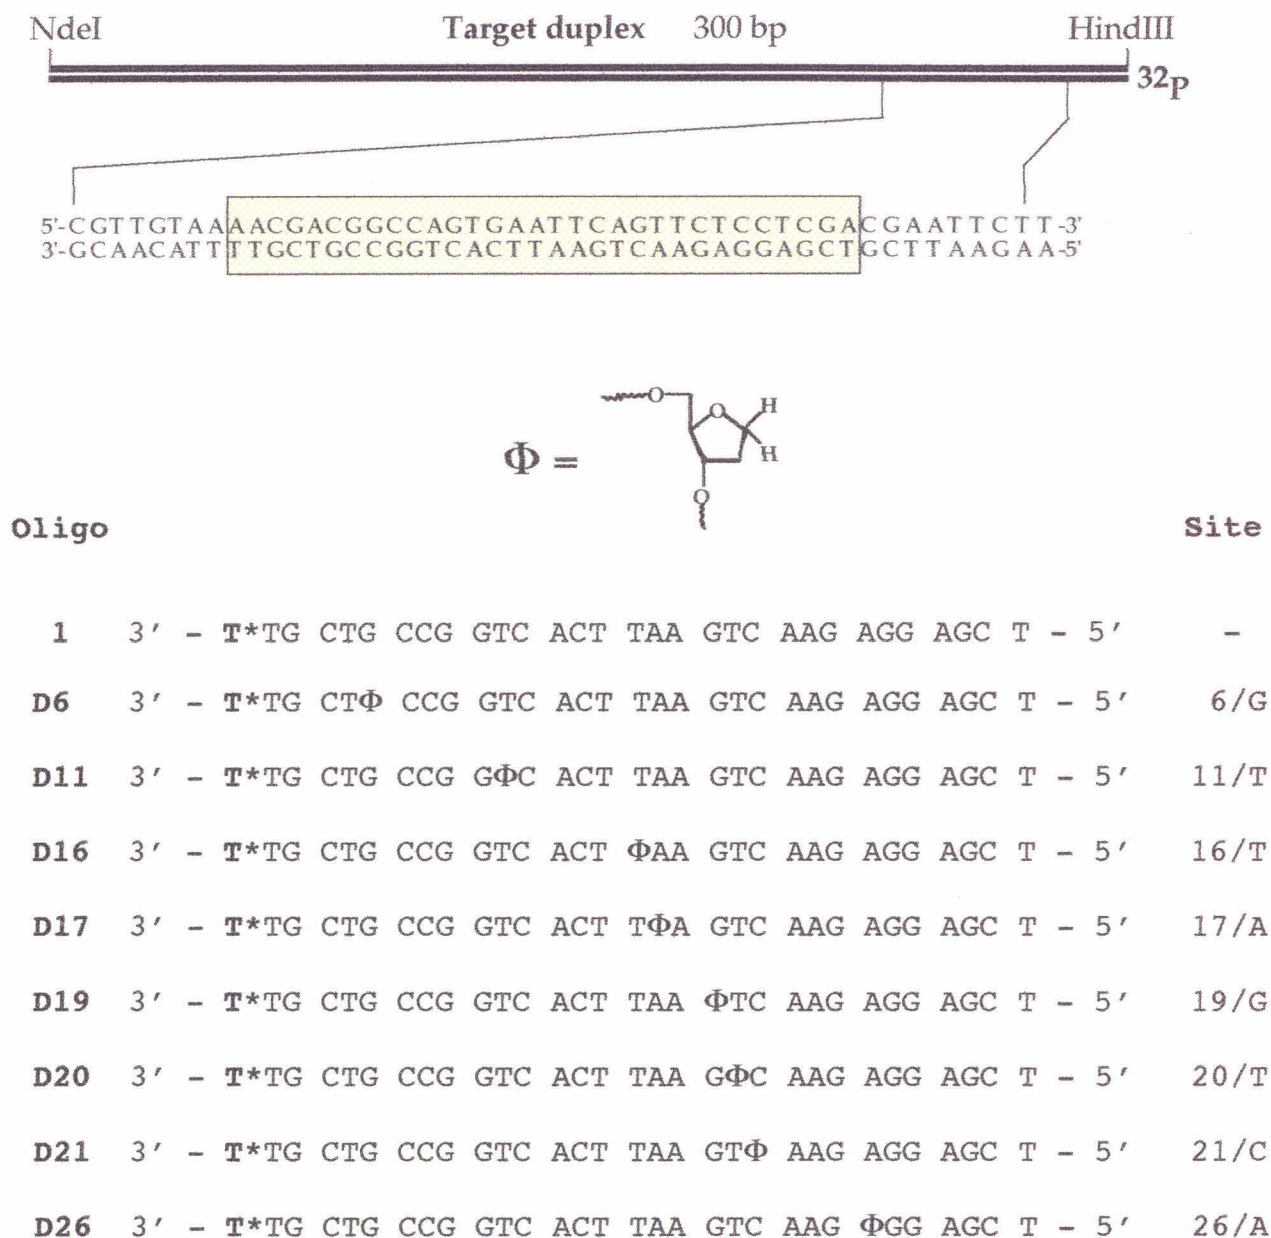 NdeI Target duplex 300 bp HindIII
32P
5'-CGTTGTAAAACGACGGCCAGTGAATTCAGTTCTCCTCGACGAATTCTT-3'
3'-GCAACATTTTGCTGCCGGTCACTTAAGTCAAGAGGAGCTGCTTAAGAA-5'
O H
O
H
Φ =
O
Oligo Site
1 3' - T*TG CTG CCG GTC ACT TAA GTC AAG AGG AGC T - 5' -
D6 3' - T*TG CTΦ CCG GTC ACT TAA GTC AAG AGG AGC T - 5' 6/G
D11 3' - T*TG CTG CCG GΦC ACT TAA GTC AAG AGG AGC T - 5' 11/T
D16 3' - T*TG CTG CCG GTC ACT ΦAA GTC AAG AGG AGC T - 5' 16/T
D17 3' - T*TG CTG CCG GTC ACT TΦA GTC AAG AGG AGC T - 5' 17/A
D19 3' - T*TG CTG CCG GTC ACT TAA ΦTC AAG AGG AGC T - 5' 19/G
D20 3' - T*TG CTG CCG GTC ACT TAA GΦC AAG AGG AGC T - 5' 20/T
D21 3' - T*TG CTG CCG GTC ACT TAA GTΦ AAG AGG AGC T - 5' 21/C
D26 3' - T*TG CTG CCG GTC ACT TAA GTC AAG ΦGG AGC T - 5' 26/A